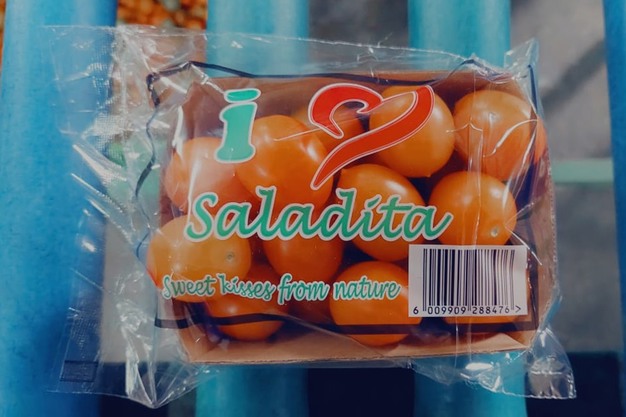 i
Saladita
Sweet kisses from nature
6 009909 288476 >